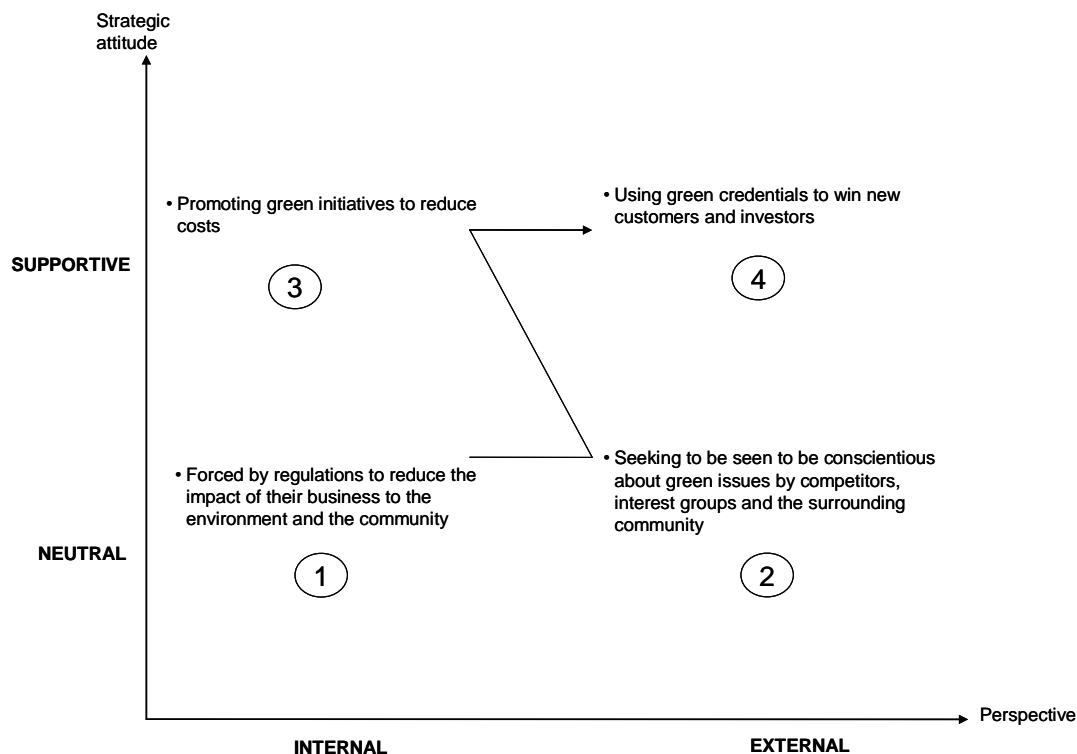 Strategic
attitude
• Promoting green initiatives to reduce
costs
• Using green credentials to win new
customers and investors
SUPPORTIVE
3
4
• Forced by regulations to reduce the
impact of their business to the
environment and the community
• Seeking to be seen to be conscientious
about green issues by competitors,
interest groups and the surrounding
community
NEUTRAL
1
2
Perspective
INTERNAL
EXTERNAL